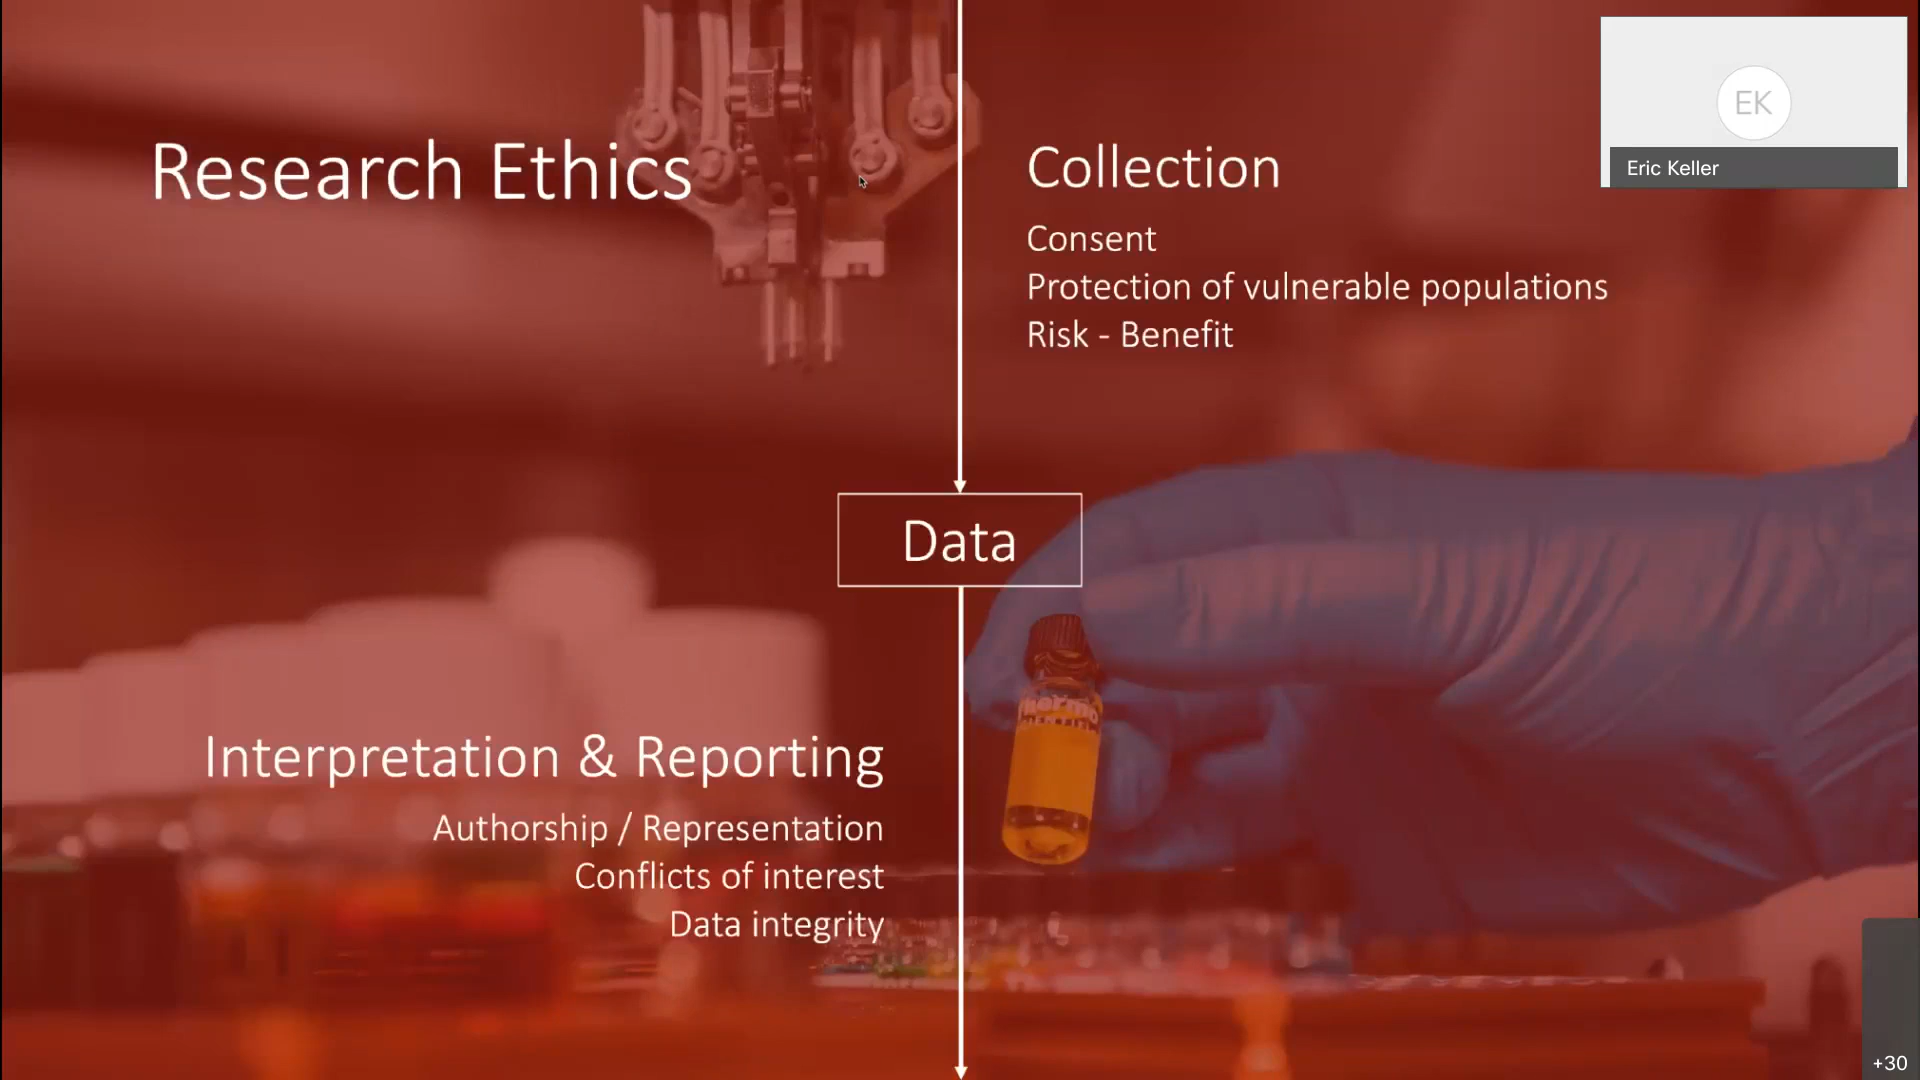 Research Ethics
Collection
Consent
Protection of vulnerable populations
Risk - Benefit
EK
Eric Keller
Data
Thermo
Interpretation & Reporting
Authorship / Representation
Conflicts of interest
Data integrity
+30